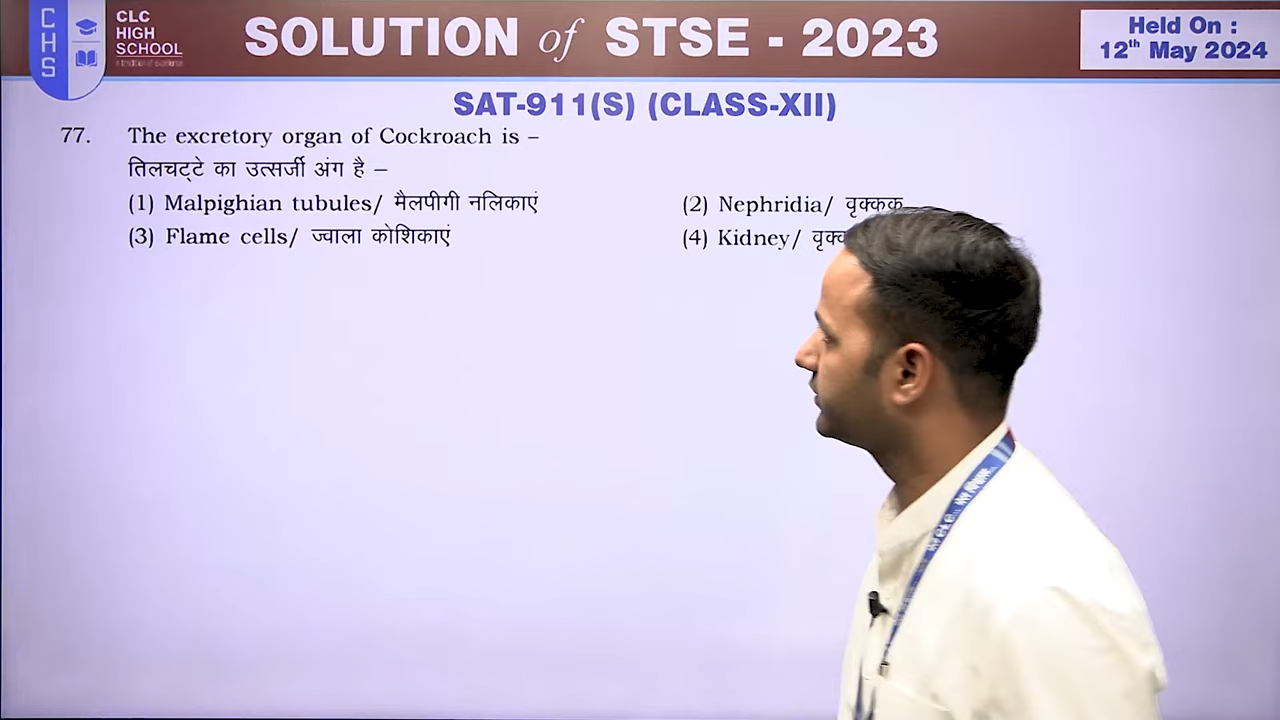 CHS
CLC
HIGH
SCHOOL
SOLUTION of STSE - 2023
Held On :
12th May 2024
SAT-911(S) (CLASS-XII)
77. The excretory organ of Cockroach is –
तिलचट्टे का उत्सर्जी अंग है –
(1) Malpighian tubules/ मैलपीगी नलिकाएं (2) Nephridia/ वृक्कक
(3) Flame cells/ ज्वाला कोशिकाएं (4) Kidney/